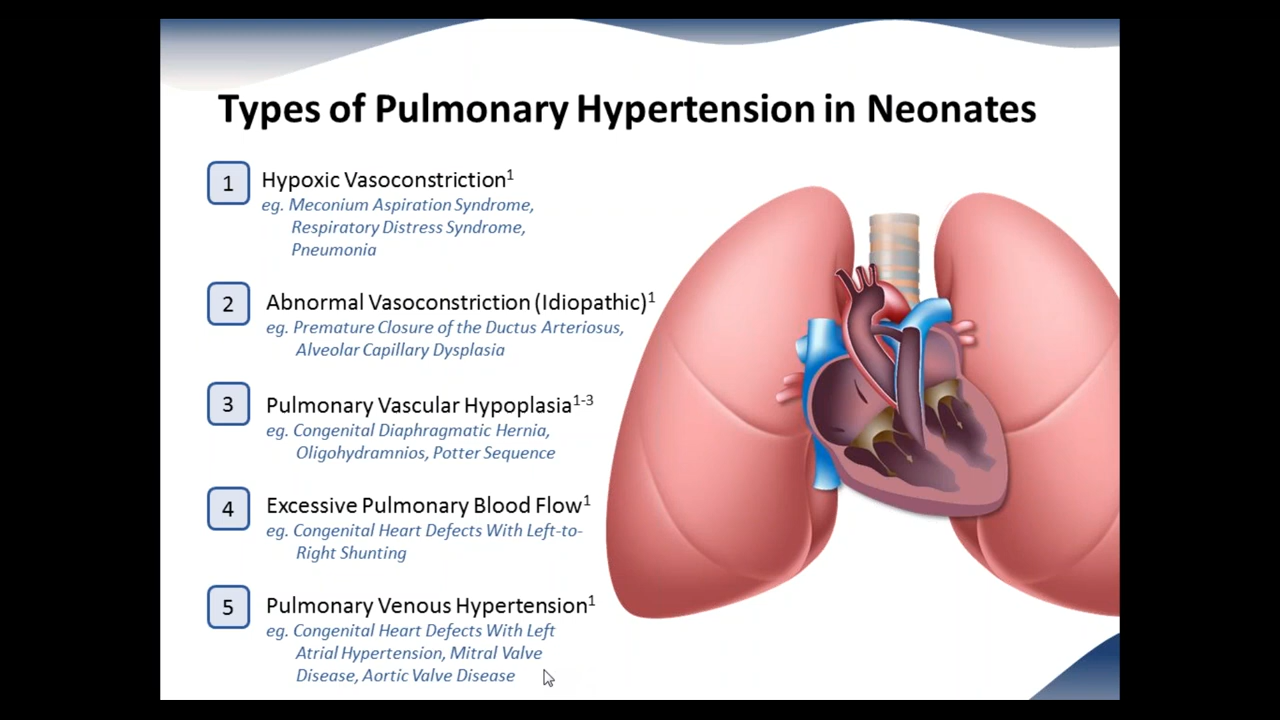 Types of Pulmonary Hypertension in Neonates
1
Hypoxic Vasoconstriction1
eg. Meconium Aspiration Syndrome,
Respiratory Distress Syndrome,
Pneumonia
2
Abnormal Vasoconstriction (Idiopathic)1
eg. Premature Closure of the Ductus Arteriosus,
Alveolar Capillary Dysplasia
3
Pulmonary Vascular Hypoplasia1-3
eg. Congenital Diaphragmatic Hernia,
Oligohydramnios, Potter Sequence
4
Excessive Pulmonary Blood Flow1
eg. Congenital Heart Defects With Left-to-
Right Shunting
5
Pulmonary Venous Hypertension1
eg. Congenital Heart Defects With Left
Atrial Hypertension, Mitral Valve
Disease, Aortic Valve Disease